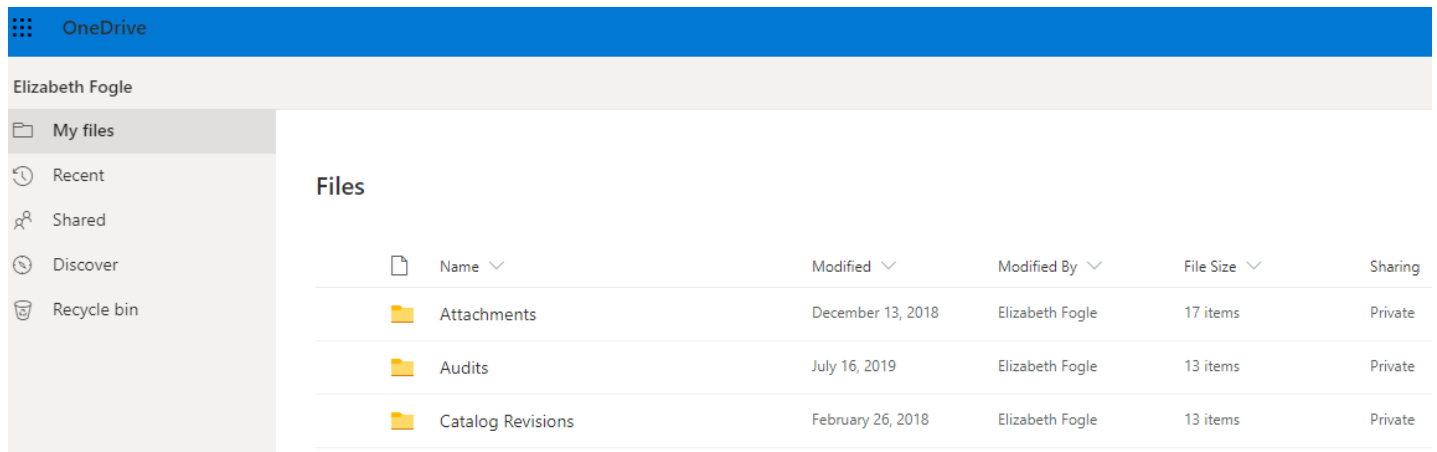 OneDrive
Elizabeth Fogle
My files
Recent
Shared
Discover
Recycle bin
Files
Name Modified Modified By File Size Sharing
Attachments December 13, 2018 Elizabeth Fogle 17 items Private
Audits July 16, 2019 Elizabeth Fogle 13 items Private
Catalog Revisions February 26, 2018 Elizabeth Fogle 13 items Private